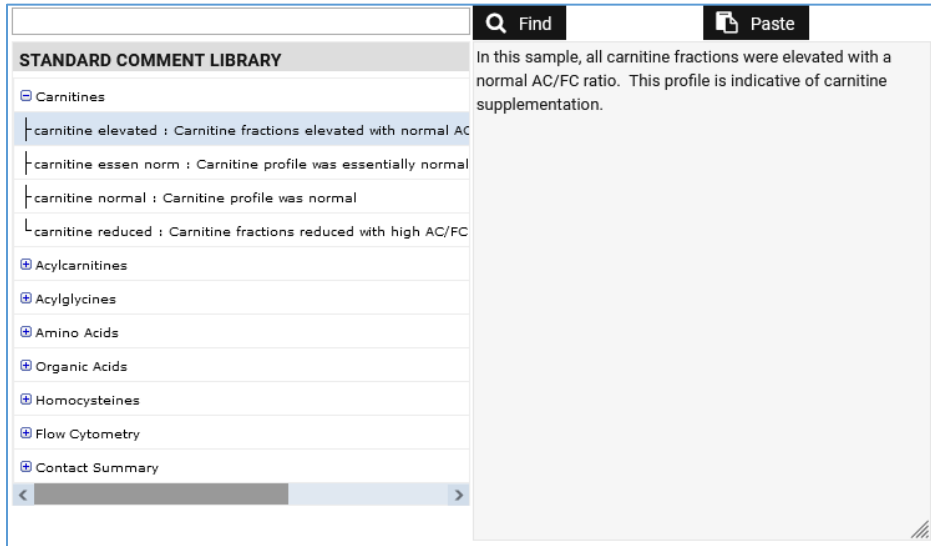 Find
Paste
STANDARD COMMENT LIBRARY
Carnitines
carnitine elevated : Carnitine fractions elevated with normal AC
carnitine essen norm : Carnitine profile was essentially normal
carnitine normal : Carnitine profile was normal
carnitine reduced : Carnitine fractions reduced with high AC/FC
Acylcarnitines
Acylglycines
Amino Acids
Organic Acids
Homocysteines
Flow Cytometry
Contact Summary
In this sample, all carnitine fractions were elevated with a
normal AC/FC ratio.  This profile is indicative of carnitine
supplementation.